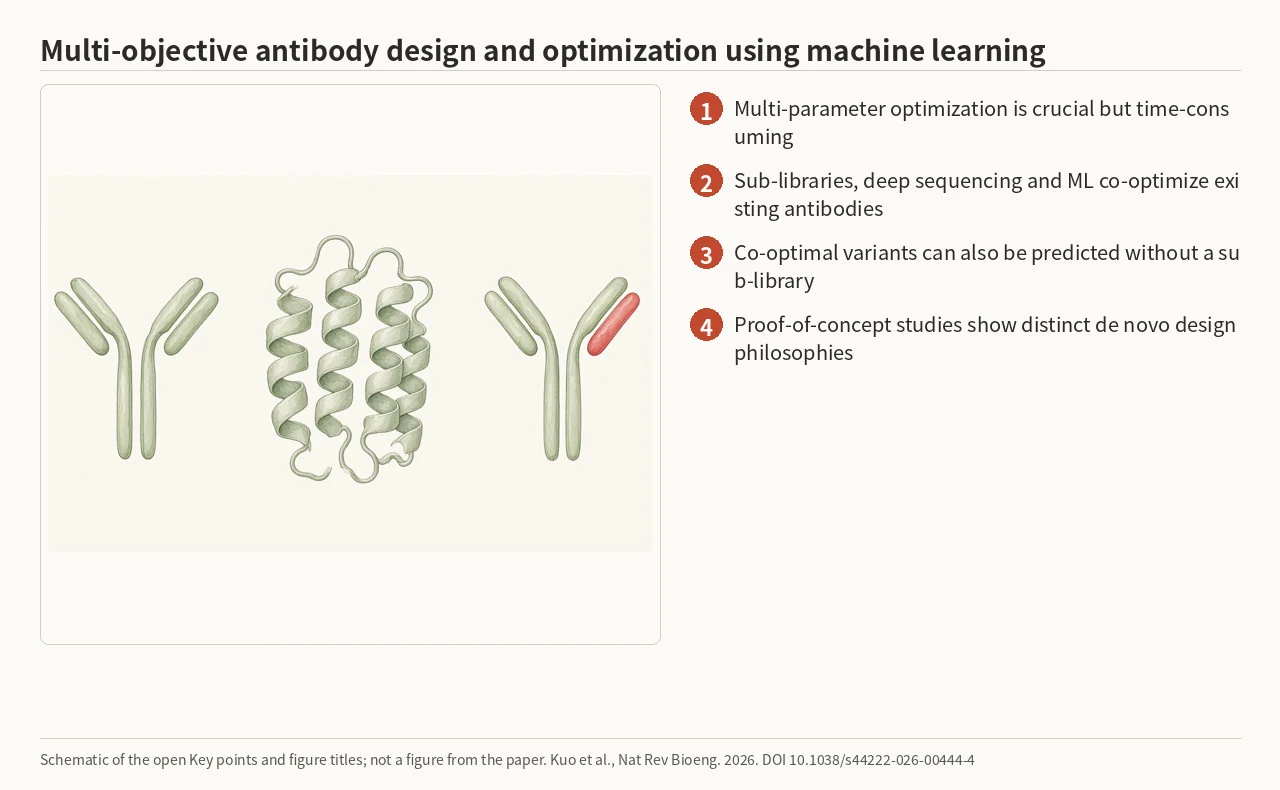 Multi-objective antibody design and optimization using machine learning
1
Multi-parameter optimization is crucial but time-cons
uming
2
Sub-libraries, deep sequencing and ML co-optimize exi
sting antibodies
3
Co-optimal variants can also be predicted without a su
b-library
4
Proof-of-concept studies show distinct de novo design
philosophies
Schematic of the open Key points and figure titles; not a figure from the paper. Kuo et al., Nat Rev Bioeng. 2026. DOI 10.1038/s44222-026-00444-4